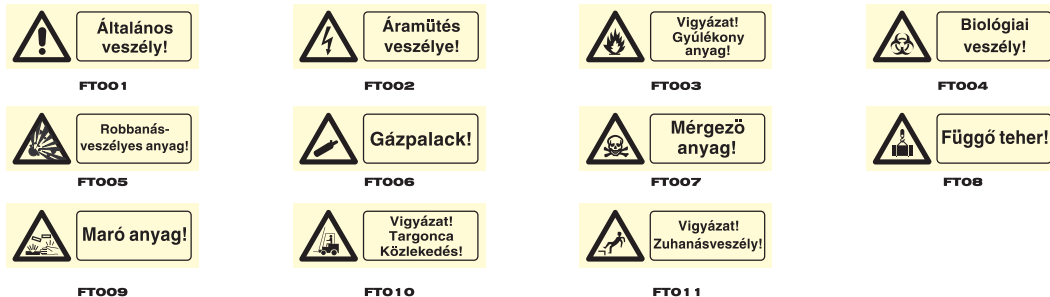 Általános
veszély!
FT001
Áramütés
veszélye!
FT002
Vigyázat!
Gyúlékony
anyag!
FT003
Biológiai
veszély!
FT004
Robbanás-
veszélyes anyag!
FT005
Gázpalack!
FT006
Mérgezö
anyag!
FT007
Függő teher!
FT08
Maró anyag!
FT009
Vigyázat!
Targonca
Közlekedés!
FT010
Vigyázat!
Zuhanásveszély!
FT011